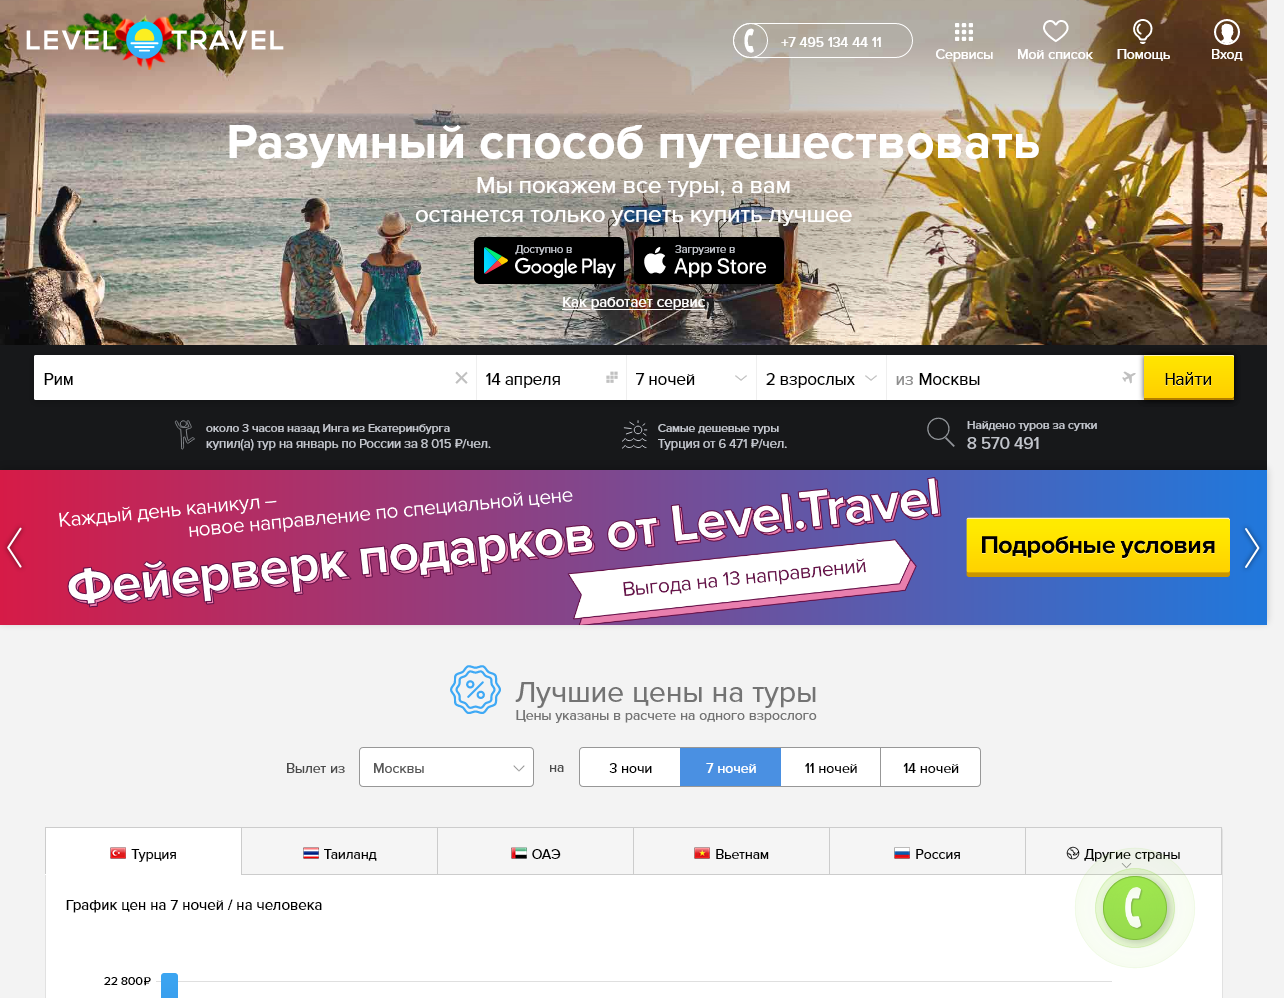 LEVEL TRAVEL
+7 495 134 44 11
Сервисы
Мой список
Помощь
Вход
Разумный способ путешествовать
Мы покажем все туры, а вам
останется только успеть купить лучшее
Доступно в
Google Play
Загрузите в
App Store
Как работает сервис
Рим
14 апреля
7 ночей
2 взрослых
из Москвы
Найти
около 3 часов назад Инга из Екатеринбурга
купил(а) тур на январь по России за 8 015 ₽/чел.
Самые дешевые туры
Турция от 6 471 ₽/чел.
Найдено туров за сутки
8 570 491
Каждый день каникул –
новое направление по специальной цене
Фейерверк подарков от Level.Travel
Выгода на 13 направлений
Подробные условия
Лучшие цены на туры
Цены указаны в расчете на одного взрослого
Вылет из
Москвы
на
3 ночи
7 ночей
11 ночей
14 ночей
Турция
Таиланд
ОАЭ
Вьетнам
Россия
Другие страны
График цен на 7 ночей / на человека
22 800₽